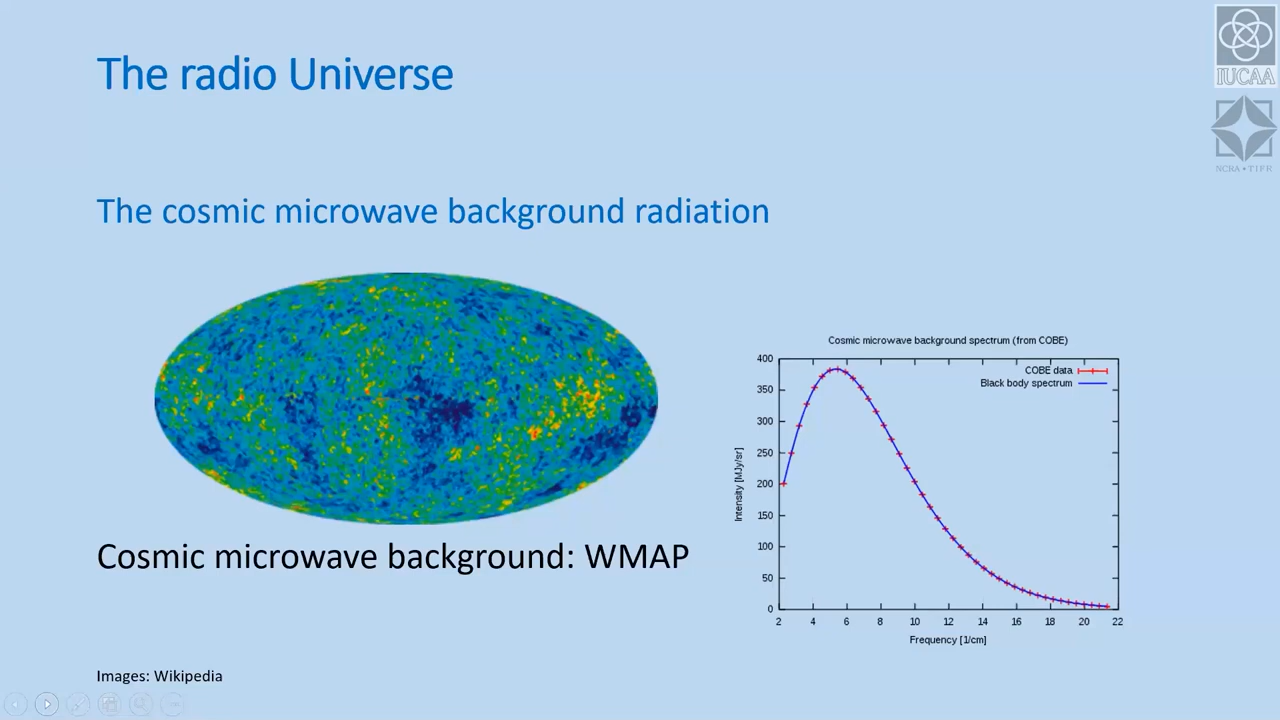 The radio Universe
IUCAA
NCRA • TIFR
The cosmic microwave background radiation
Cosmic microwave background spectrum (from COBE)
COBE data
Black body spectrum
400
350
300
250
200
150
100
50
0
Intensity [MJy/sr]
2 4 6 8 10 12 14 16 18 20 22
Frequency [1/cm]
Cosmic microwave background: WMAP
Images: Wikipedia